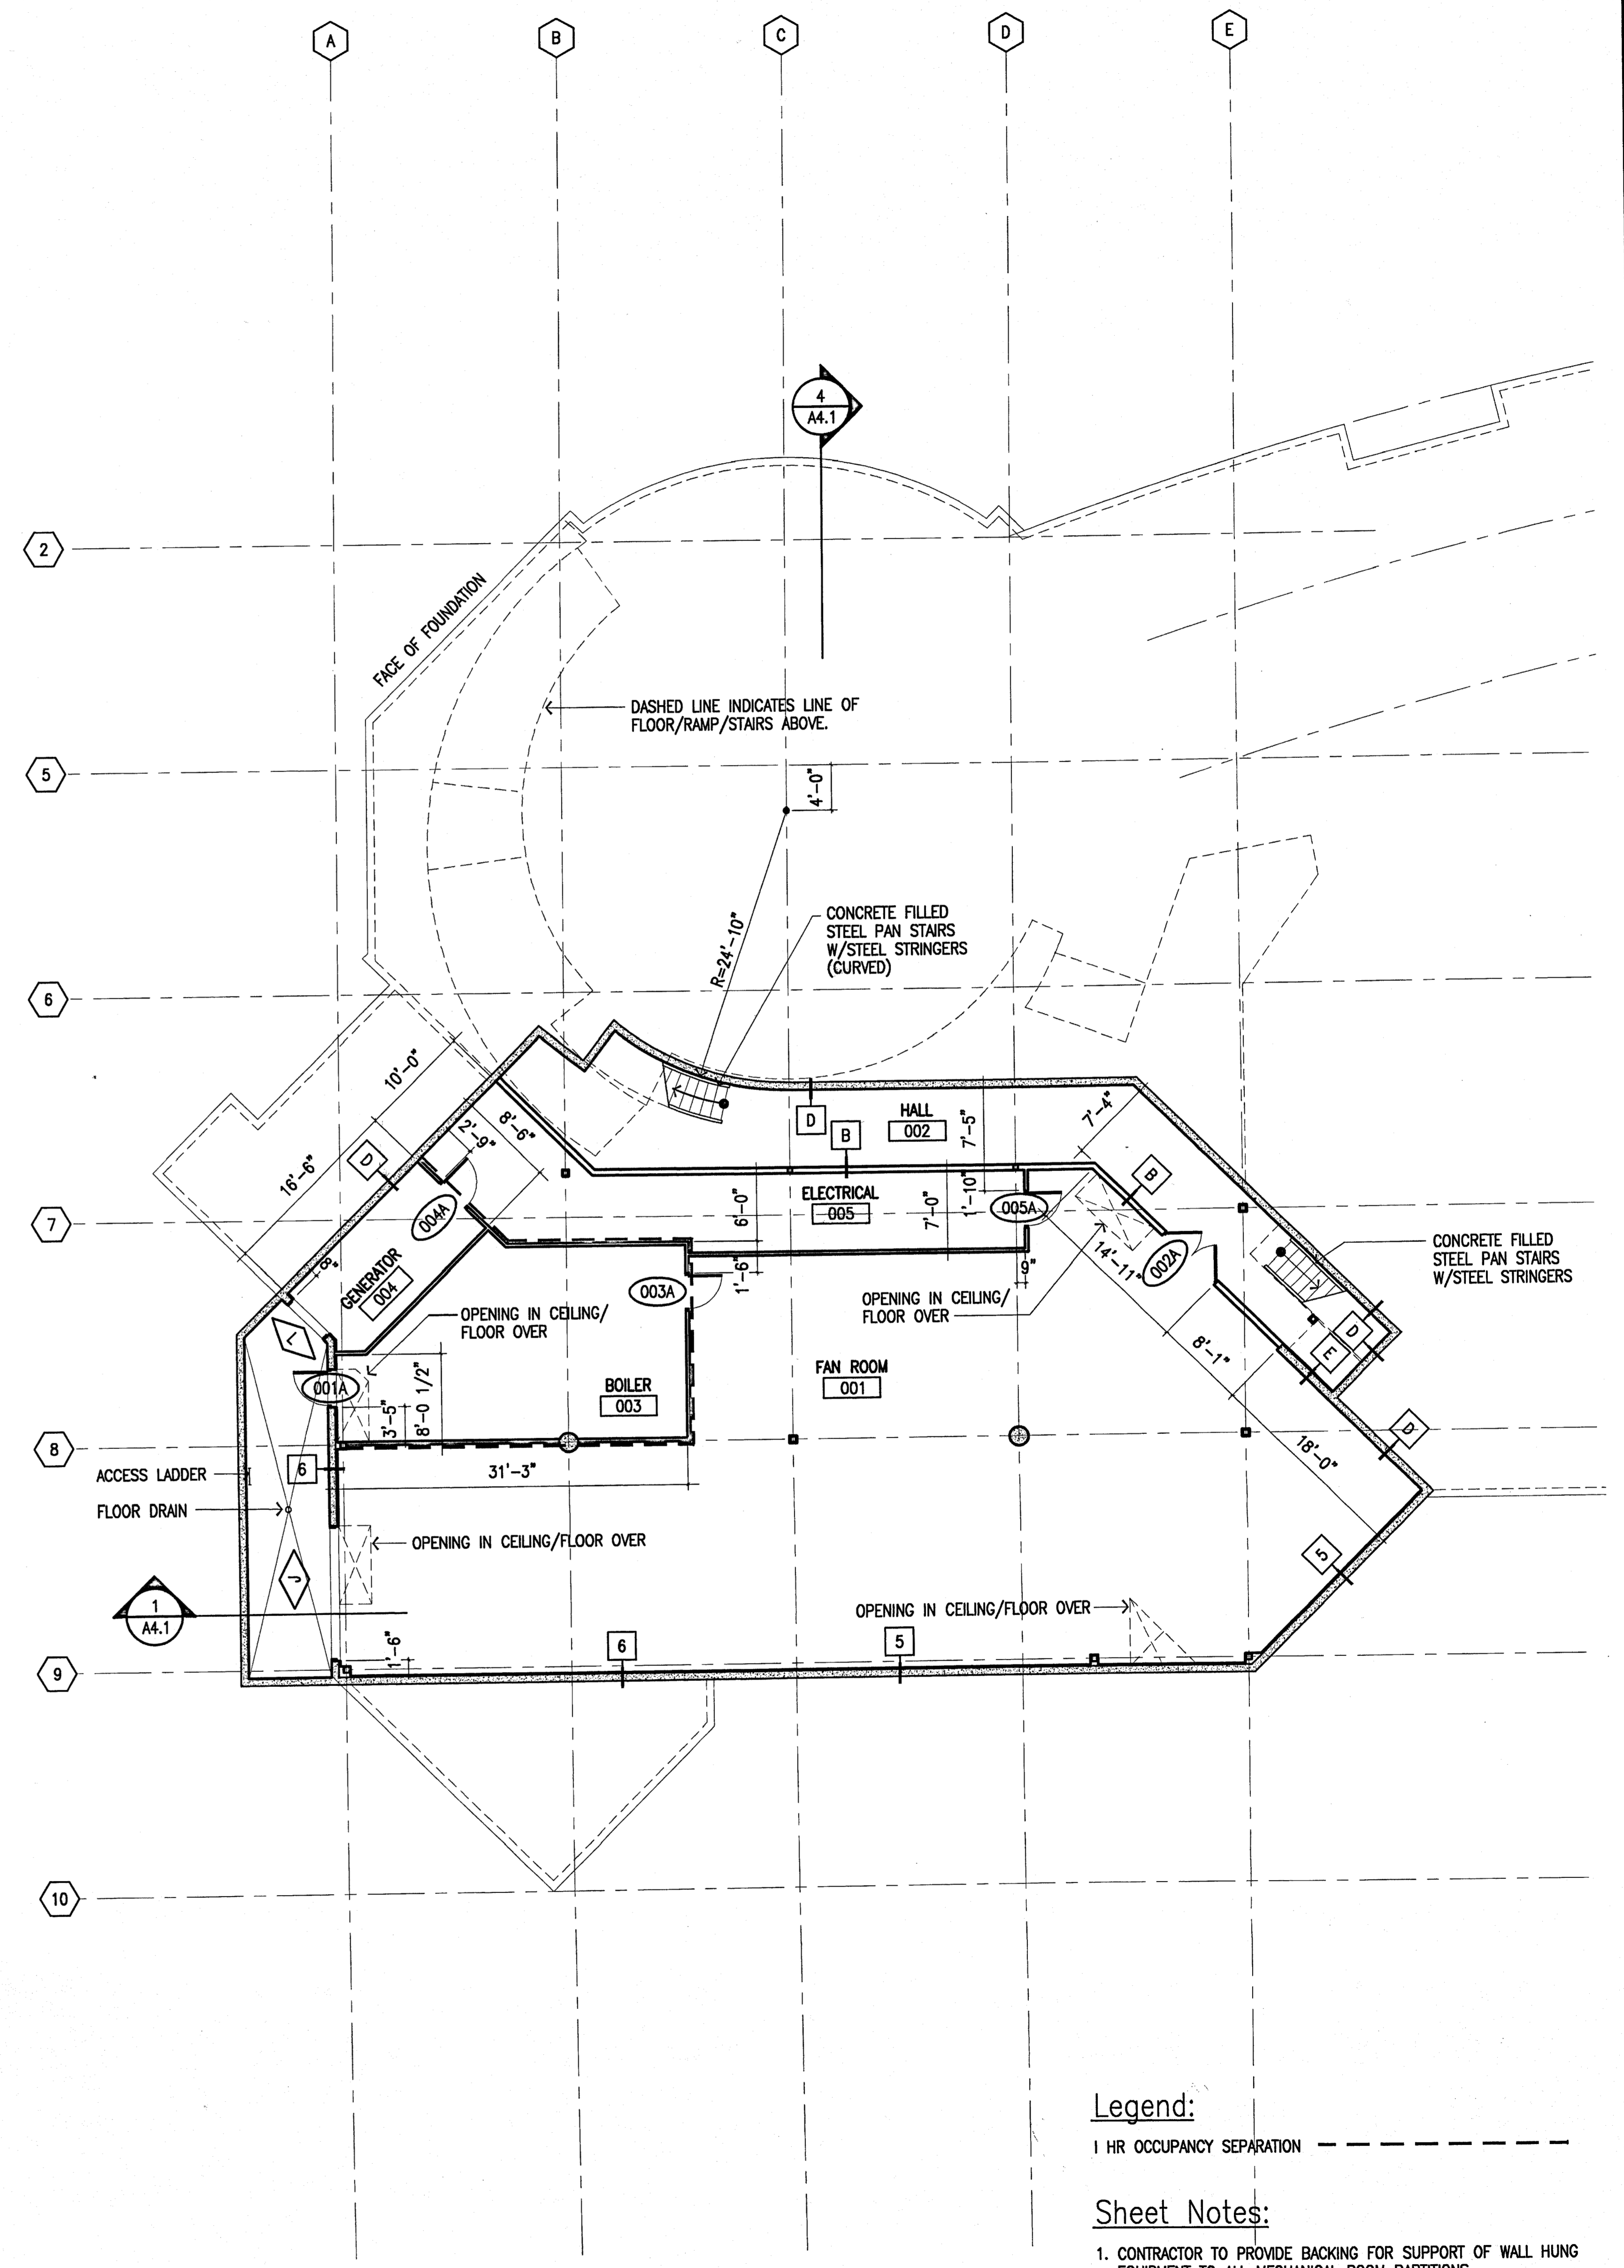 A
B
C
D
E
4
A4.1
2
FACE OF FOUNDATION
DASHED LINE INDICATES LINE OF
FLOOR/RAMP/STAIRS ABOVE.
5
4'-0"
R=24'-10"
CONCRETE FILLED
STEEL PAN STAIRS
W/STEEL STRINGERS
(CURVED)
6
10'-0"
8'-6"
2'-9"
16'-6"
D
D
B
HALL
002
7'-5"
7'-4"
B
7
004A
ELECTRICAL
005
6'-0"
7'-0"
1'-10"
005A
14'-11"
002A
CONCRETE FILLED
STEEL PAN STAIRS
W/STEEL STRINGERS
8"
GENERATOR
004
1'-6"
003A
9"
OPENING IN CEILING/
FLOOR OVER
OPENING IN CEILING/
FLOOR OVER
L
D
E
8'-1"
FAN ROOM
001
001A
BOILER
003
3'-5"
8'-0 1/2"
D
8
18'-0"
6
31'-3"
ACCESS LADDER
FLOOR DRAIN
OPENING IN CEILING/FLOOR OVER
J
5
1
A4.1
OPENING IN CEILING/FLOOR OVER
1'-6"
6
5
9
10
Legend:
I HR OCCUPANCY SEPARATION
Sheet Notes:
1. CONTRACTOR TO PROVIDE BACKING FOR SUPPORT OF WALL HUNG